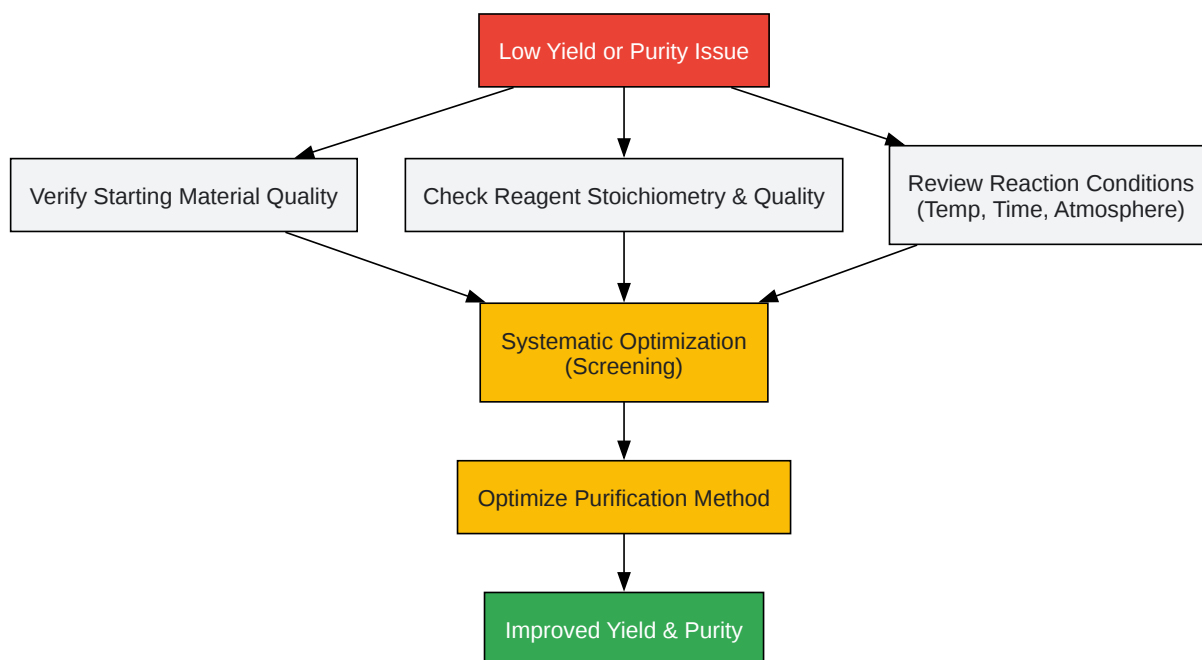 Low Yield or Purity Issue
Verify Starting Material Quality
Check Reagent Stoichiometry & Quality
Review Reaction Conditions
(Temp, Time, Atmosphere)
Systematic Optimization
(Screening)
Optimize Purification Method
Improved Yield & Purity